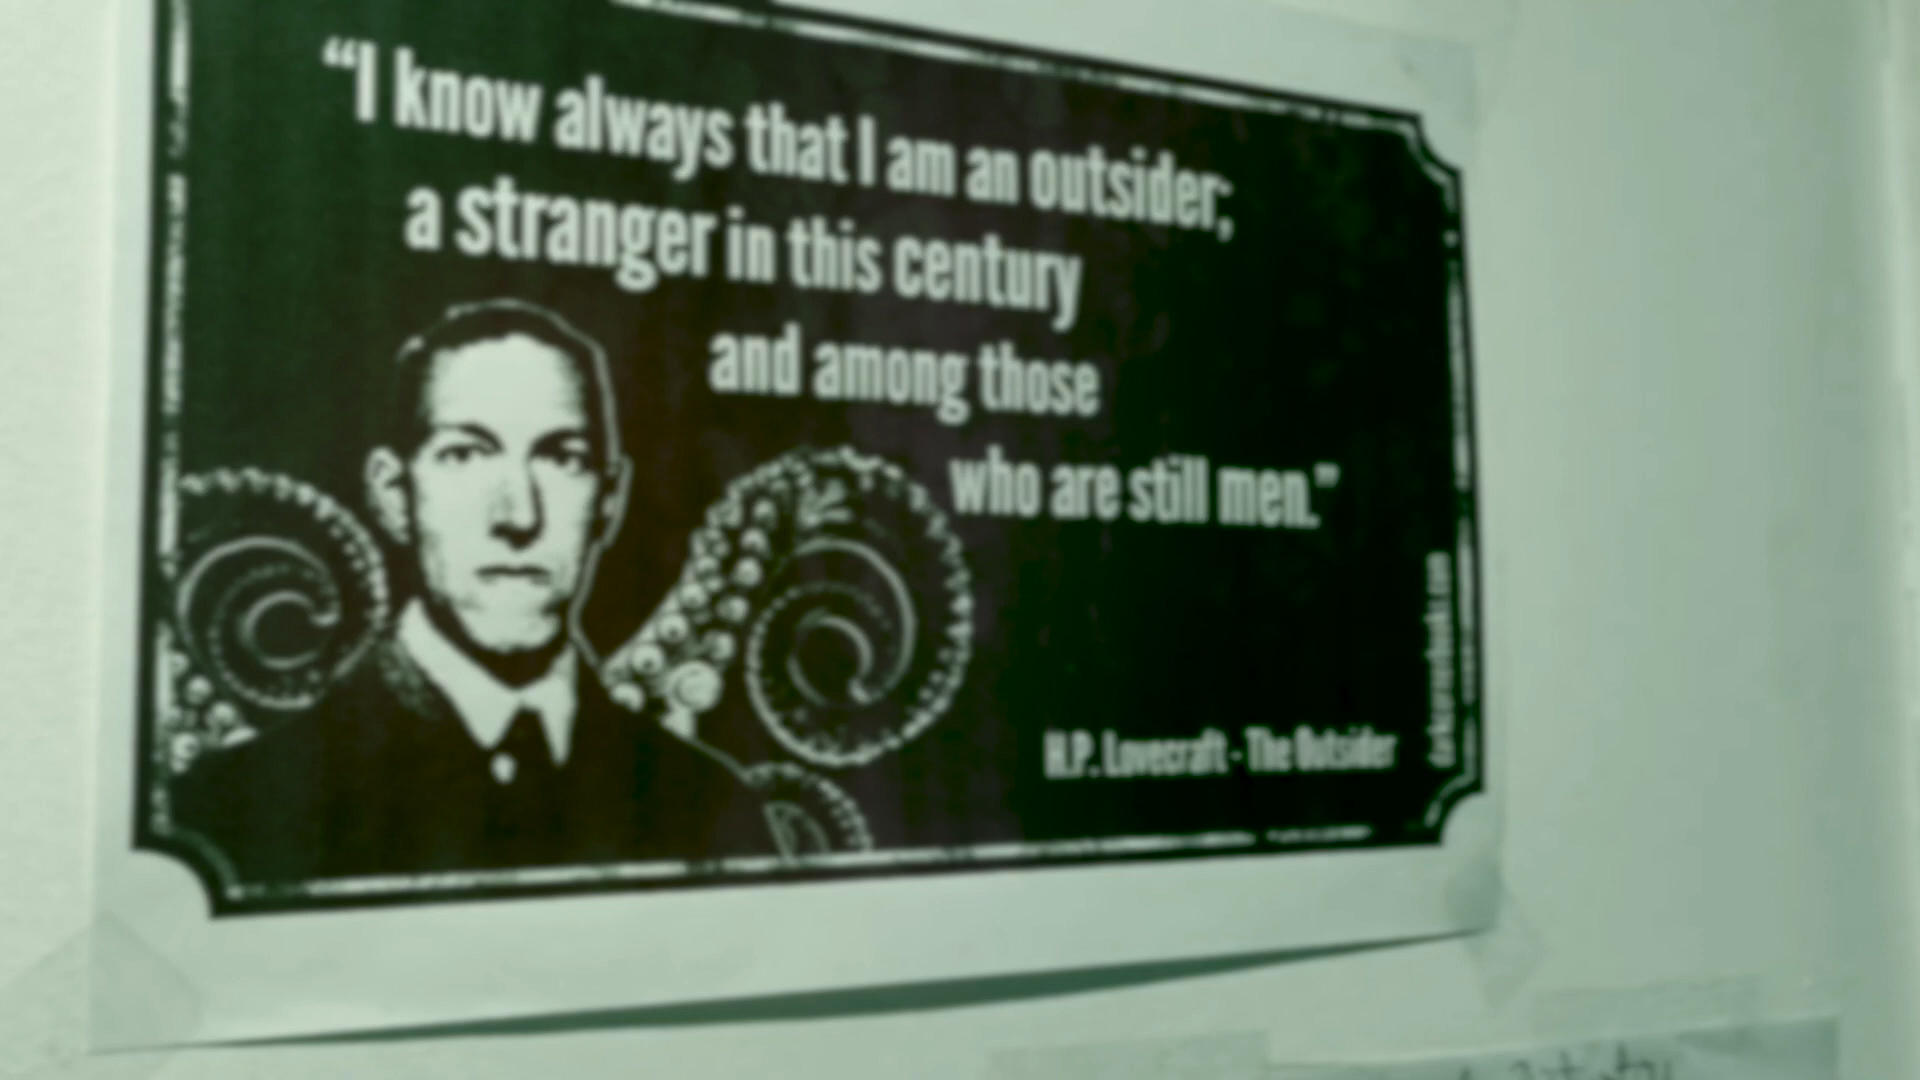 “I know always that I am an outsider;
a stranger in this century
and among those
who are still men.”
H.P. Lovecraft - The Outsider